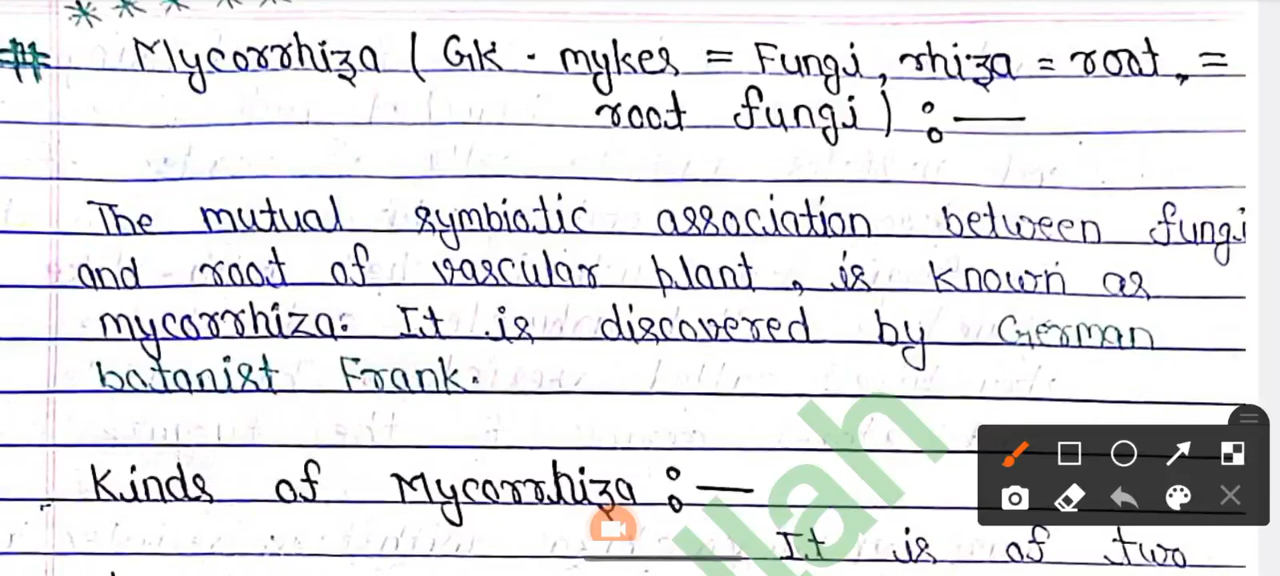 # Mycorrhiza ( GK - mykes = Fungi, rhiza = root, =
root fungi ) :—
The mutual symbiotic association between fungi
and root of vascular plant, is known as
mycorrhiza. It is discovered by German
botanist Frank.
Kinds of Mycorrhiza :—
It is of two
llah